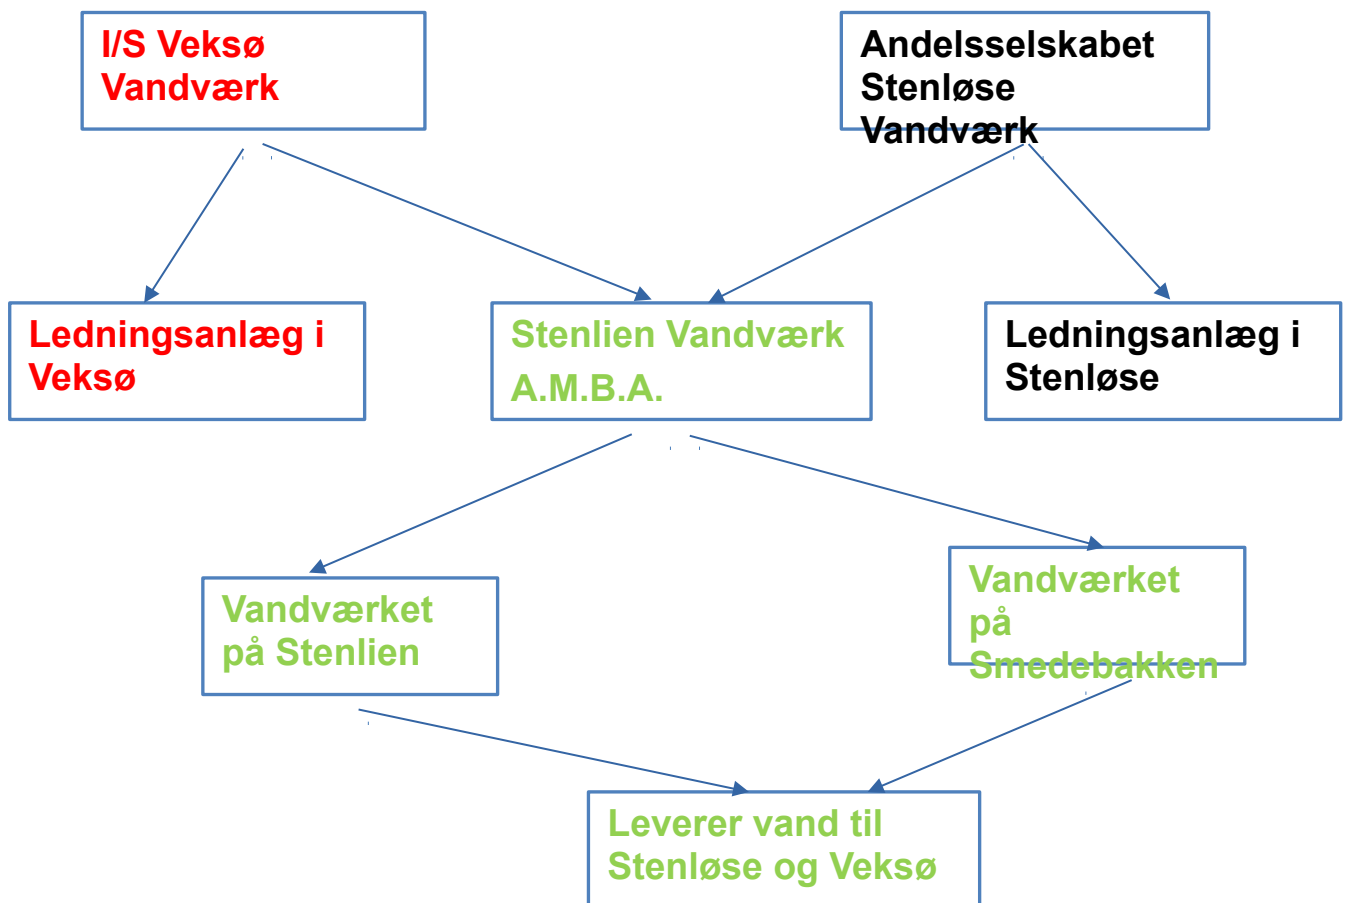 I/S Veksø
Vandværk
Andelsselskabet
Stenløse
Vandværk
Ledningsanlæg i
Veksø
Stenlien Vandværk
A.M.B.A.
Ledningsanlæg i
Stenløse
Vandværket
på Stenlien
Vandværket
på
Smedebakken
Leverer vand til
Stenløse og Veksø